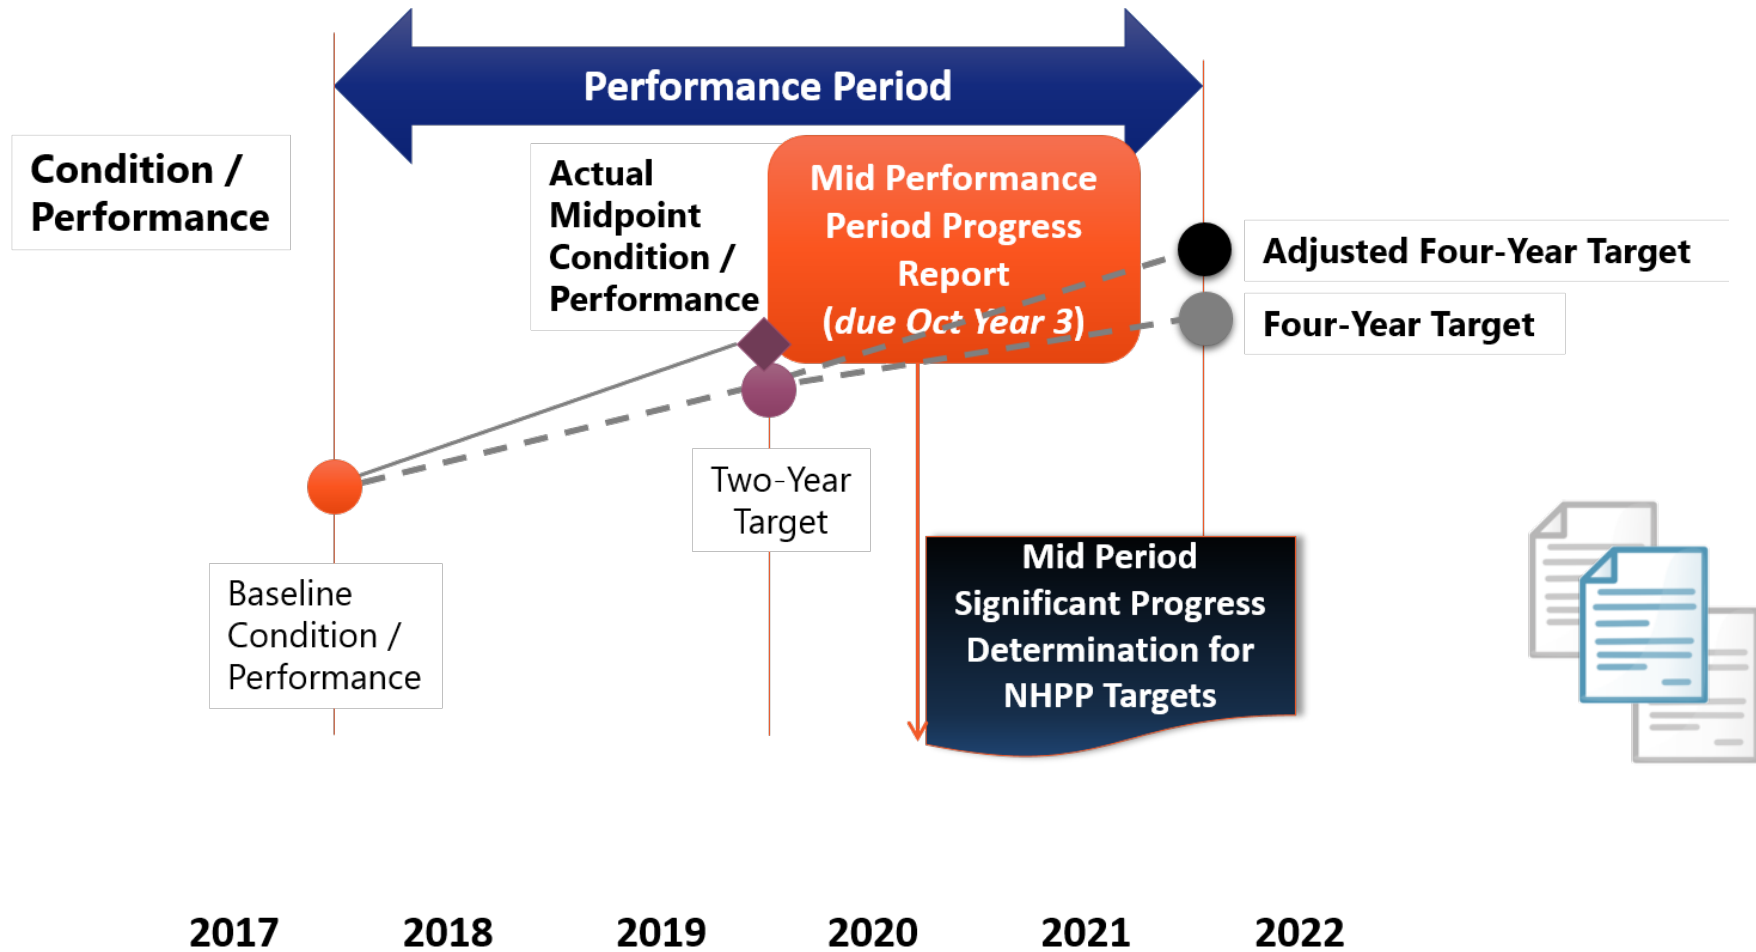 Performance Period
Condition /
Performance
Actual
Midpoint
Condition /
Performance
Mid Performance
Period Progress
Report
(due Oct Year 3)
Adjusted Four-Year Target
Four-Year Target
Two-Year
Target
Baseline
Condition /
Performance
Mid Period
Significant Progress
Determination for
NHPP Targets
2017 2018 2019 2020 2021 2022